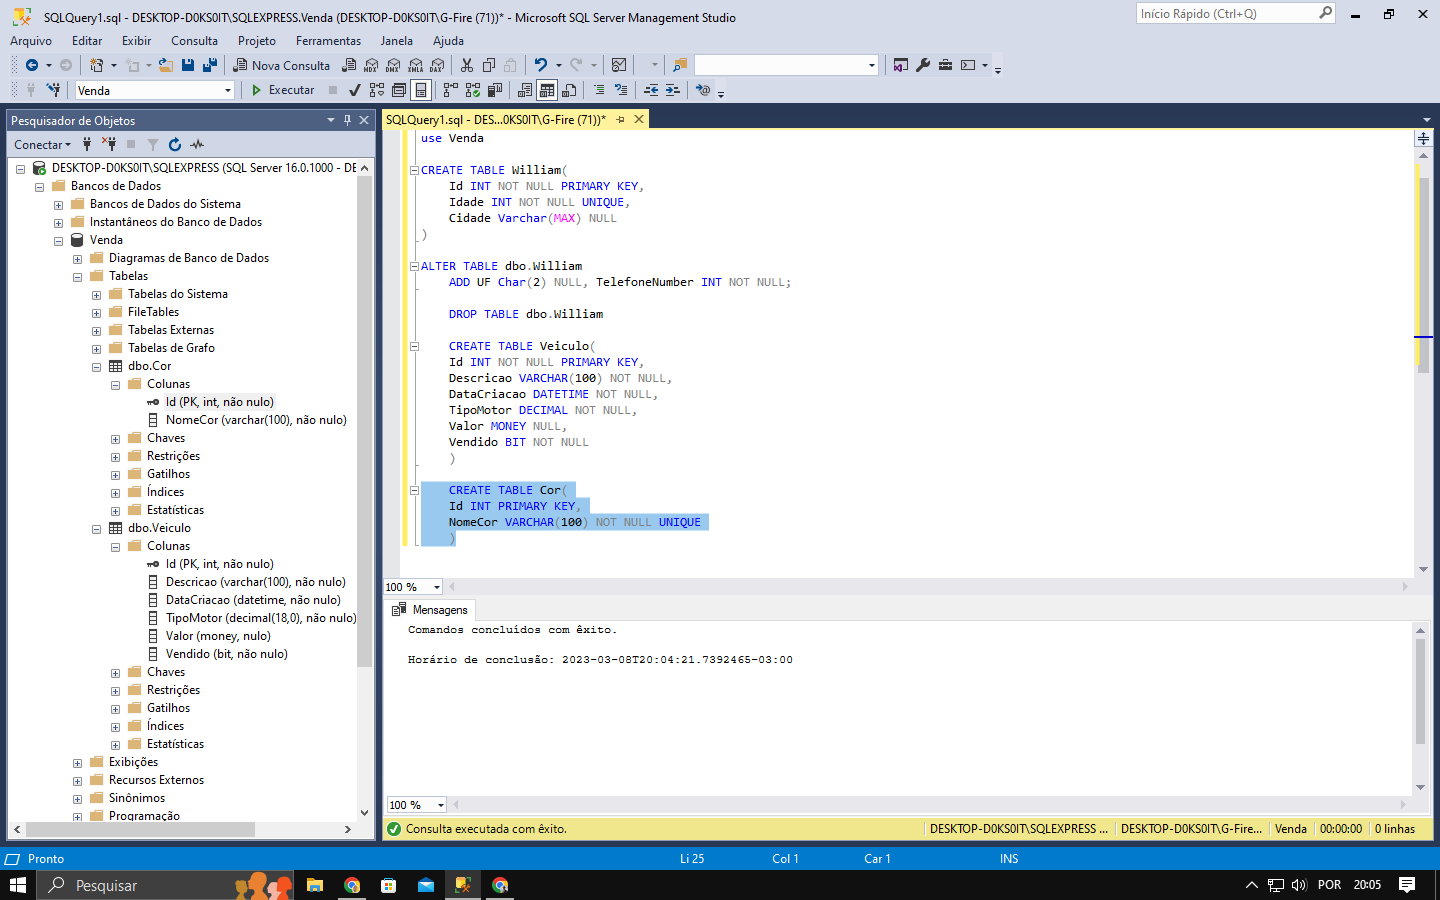 SQLQuery1.sql - DESKTOP-D0KS0IT\SQLEXPRESS.Venda (DESKTOP-D0KS0IT\G-Fire (71))* - Microsoft SQL Server Management Studio
Início Rápido (Ctrl+Q)
Arquivo Editar Exibir Consulta Projeto Ferramentas Janela Ajuda
Nova Consulta
MDX DMX XMLA DAX
Venda
Executar
Pesquisador de Objetos
Conectar
DESKTOP-D0KS0IT\SQLEXPRESS (SQL Server 16.0.1000 - DE
Bancos de Dados
Bancos de Dados do Sistema
Instantâneos do Banco de Dados
Venda
Diagramas de Banco de Dados
Tabelas
Tabelas do Sistema
FileTables
Tabelas Externas
Tabelas de Grafo
dbo.Cor
Colunas
Id (PK, int, não nulo)
NomeCor (varchar(100), não nulo)
Chaves
Restrições
Gatilhos
Índices
Estatísticas
dbo.Veiculo
Colunas
Id (PK, int, não nulo)
Descricao (varchar(100), não nulo)
DataCriacao (datetime, não nulo)
TipoMotor (decimal(18,0), não nulo)
Valor (money, nulo)
Vendido (bit, não nulo)
Chaves
Restrições
Gatilhos
Índices
Estatísticas
Exibições
Recursos Externos
Sinônimos
Programação
SQLQuery1.sql - DES...0KS0IT\G-Fire (71))*
use Venda
CREATE TABLE William(
Id INT NOT NULL PRIMARY KEY,
Idade INT NOT NULL UNIQUE,
Cidade Varchar(MAX) NULL
)
ALTER TABLE dbo.William
ADD UF Char(2) NULL, TelefoneNumber INT NOT NULL;
DROP TABLE dbo.William
CREATE TABLE Veiculo(
Id INT NOT NULL PRIMARY KEY,
Descricao VARCHAR(100) NOT NULL,
DataCriacao DATETIME NOT NULL,
TipoMotor DECIMAL NOT NULL,
Valor MONEY NULL,
Vendido BIT NOT NULL
)
CREATE TABLE Cor(
Id INT PRIMARY KEY,
NomeCor VARCHAR(100) NOT NULL UNIQUE
)
100 %
Mensagens
Comandos concluídos com êxito.
Horário de conclusão: 2023-03-08T20:04:21.7392465-03:00
100 %
Consulta executada com êxito.
DESKTOP-D0KS0IT\SQLEXPRESS ... DESKTOP-D0KS0IT\G-Fire... Venda 00:00:00 0 linhas
Pronto Li 25 Col 1 Car 1 INS
Pesquisar
POR 20:05